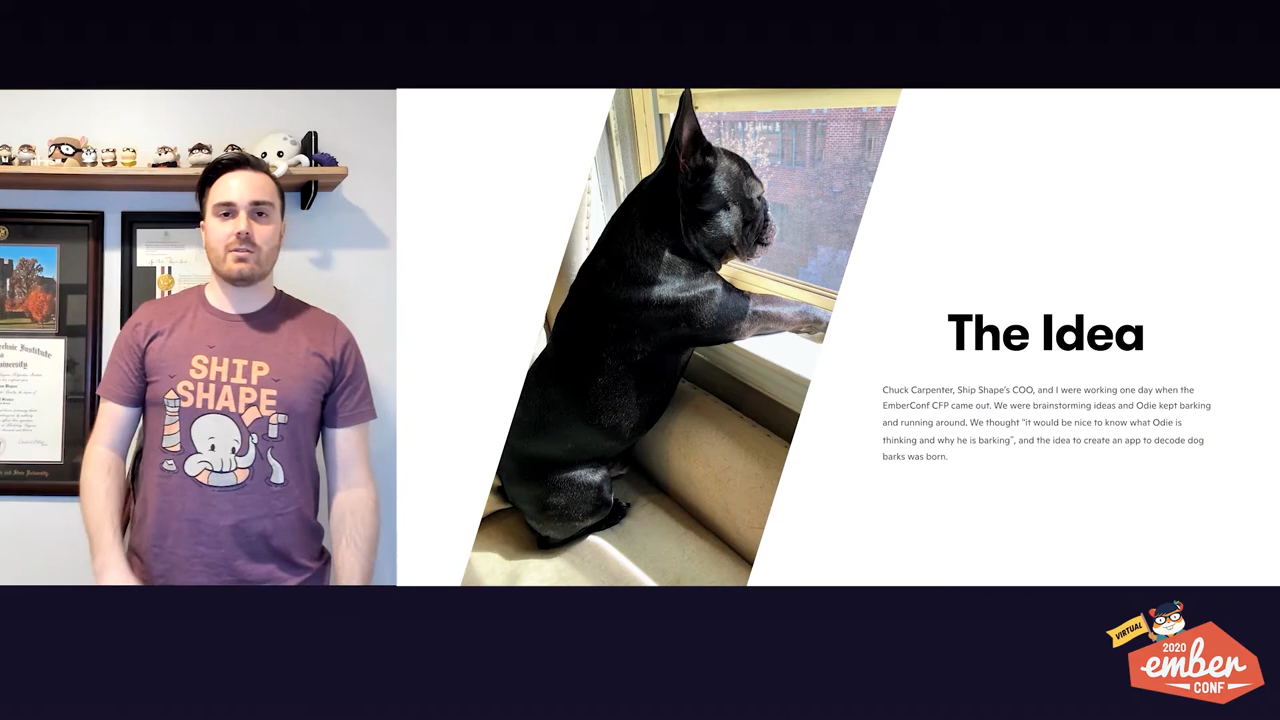 SHIP
SHAPE
The Idea
Chuck Carpenter, Ship Shape's COO, and I were working one day when the
EmberConf CFP came out. We were brainstorming ideas and Odie kept barking
and running around. We thought "it would be nice to know what Odie is
thinking and why he is barking", and the idea to create an app to decode dog
barks was born.
VIRTUAL
2020
ember
CONF